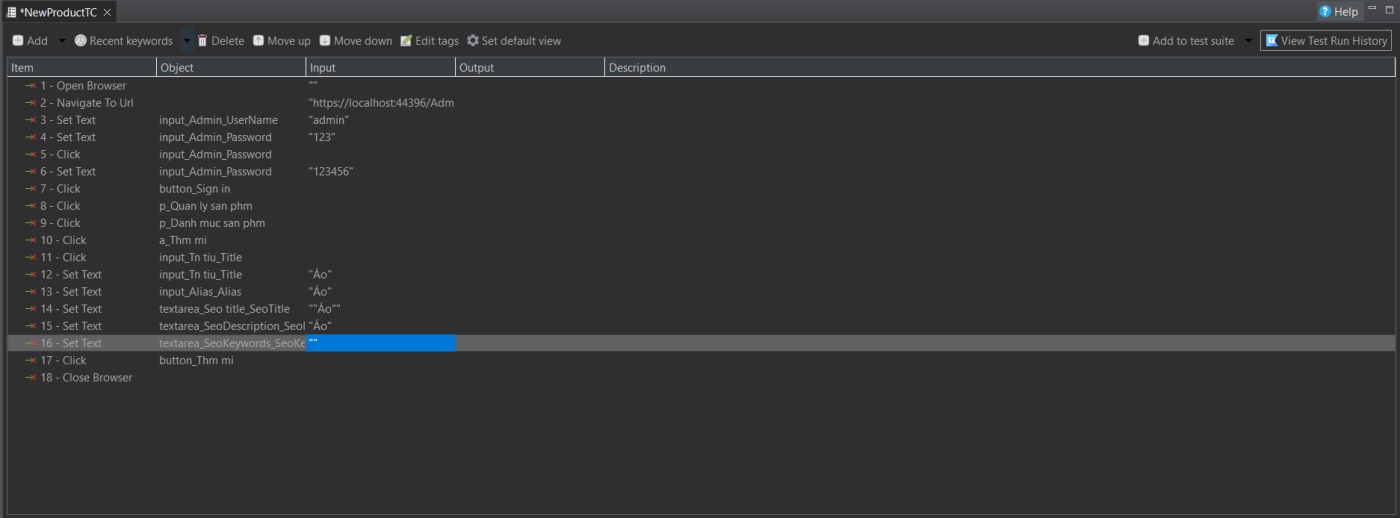 *NewProductTC
Help
Add Recent keywords Delete Move up Move down Edit tags Set default view Add to test suite View Test Run History
Item Object Input Output Description
1 - Open Browser ""
2 - Navigate To Url "https://localhost:44396/Adm
3 - Set Text input_Admin_UserName "admin"
4 - Set Text input_Admin_Password "123"
5 - Click input_Admin_Password
6 - Set Text input_Admin_Password "123456"
7 - Click button_Sign in
8 - Click p_Quan ly san phm
9 - Click p_Danh muc san phm
10 - Click a_Thm mi
11 - Click input_Tn tiu_Title
12 - Set Text input_Tn tiu_Title "Áo"
13 - Set Text input_Alias_Alias "Áo"
14 - Set Text textarea_Seo title_SeoTitle ""Áo""
15 - Set Text textarea_SeoDescription_SeoI "Áo"
16 - Set Text textarea_SeoKeywords_SeoKe ""
17 - Click button_Thm mi
18 - Close Browser